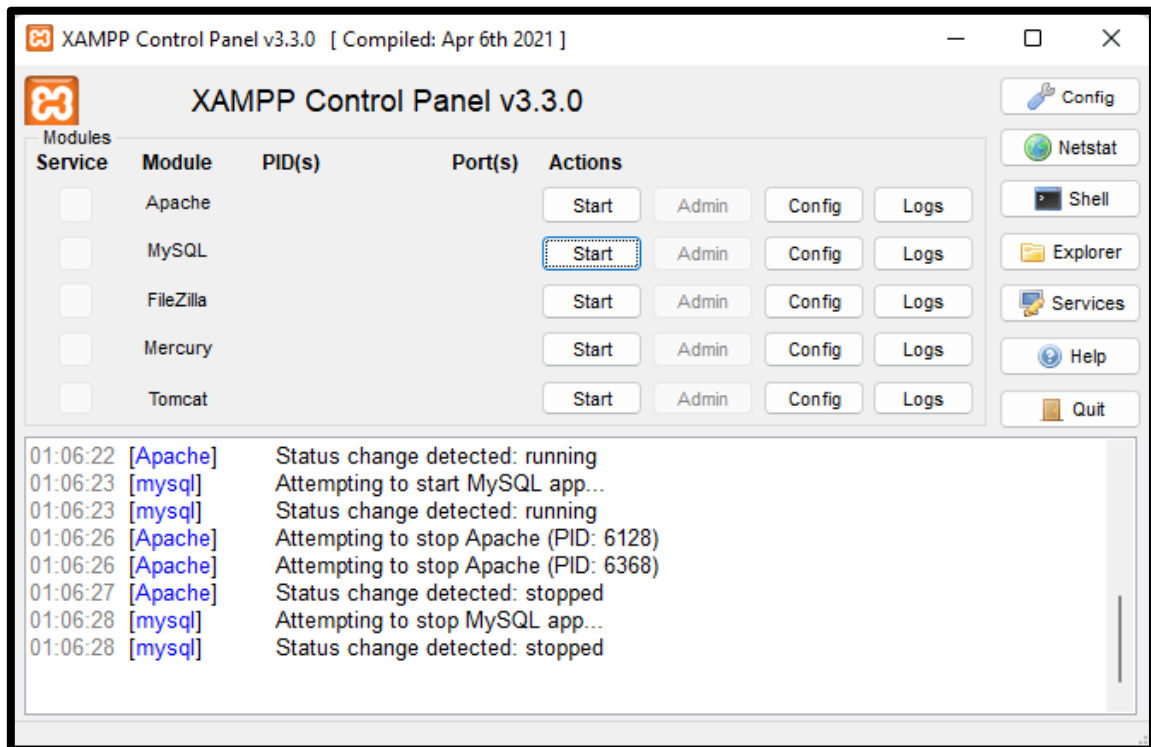 XAMPP Control Panel v3.3.0 [ Compiled: Apr 6th 2021 ]
XAMPP Control Panel v3.3.0
Config
Modules
Service Module PID(s) Port(s) Actions
Netstat
Apache Start Admin Config Logs
Shell
MySQL Start Admin Config Logs
Explorer
FileZilla Start Admin Config Logs
Services
Mercury Start Admin Config Logs
Help
Tomcat Start Admin Config Logs
Quit
01:06:22 [Apache] Status change detected: running
01:06:23 [mysql] Attempting to start MySQL app...
01:06:23 [mysql] Status change detected: running
01:06:26 [Apache] Attempting to stop Apache (PID: 6128)
01:06:26 [Apache] Attempting to stop Apache (PID: 6368)
01:06:27 [Apache] Status change detected: stopped
01:06:28 [mysql] Attempting to stop MySQL app...
01:06:28 [mysql] Status change detected: stopped